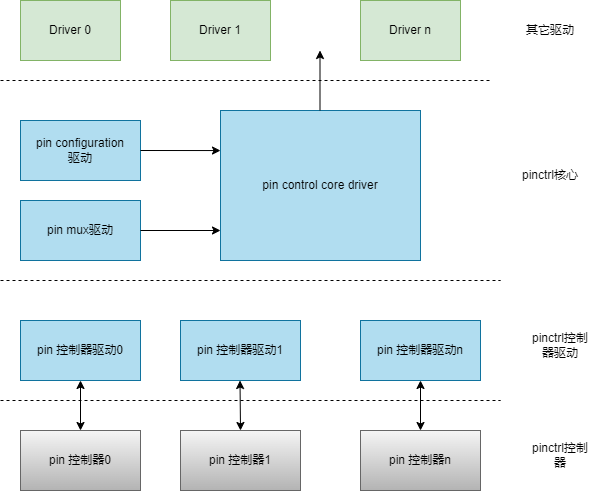 Driver 0
Driver 1
Driver n
其它驱动
pin configuration
驱动
pin control core driver
pinctrl核心
pin mux驱动
pin 控制器驱动0
pin 控制器驱动1
pin 控制器驱动n
pinctrl控制
器驱动
pin 控制器0
pin 控制器1
pin 控制器n
pinctrl控制
器